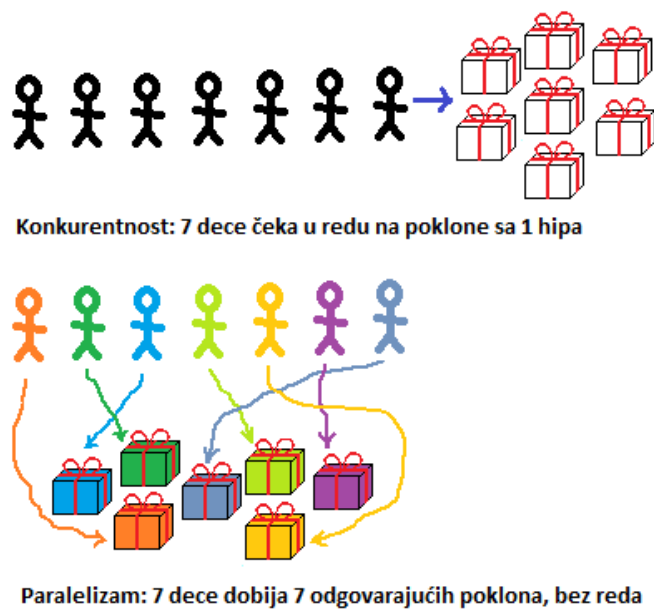 Konkurentnost: 7 dece čeka u redu na poklone sa 1 hipa
Paralelizam: 7 dece dobija 7 odgovarajućih poklona, bez reda